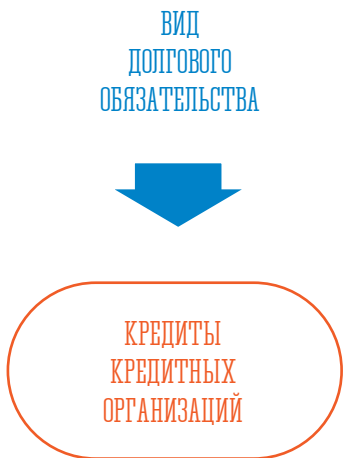 ВИД
ДОЛГОВОГО
ОБЯЗАТЕЛЬСТВА
КРЕДИТЫ
КРЕДИТНЫХ
ОРГАНИЗАЦИЙ